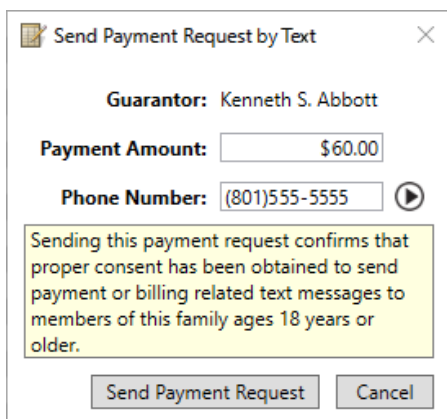 Send Payment Request by Text
Guarantor: Kenneth S. Abbott
Payment Amount: $60.00
Phone Number: (801)555-5555
Sending this payment request confirms that
proper consent has been obtained to send
payment or billing related text messages to
members of this family ages 18 years or
older.
Send Payment Request Cancel